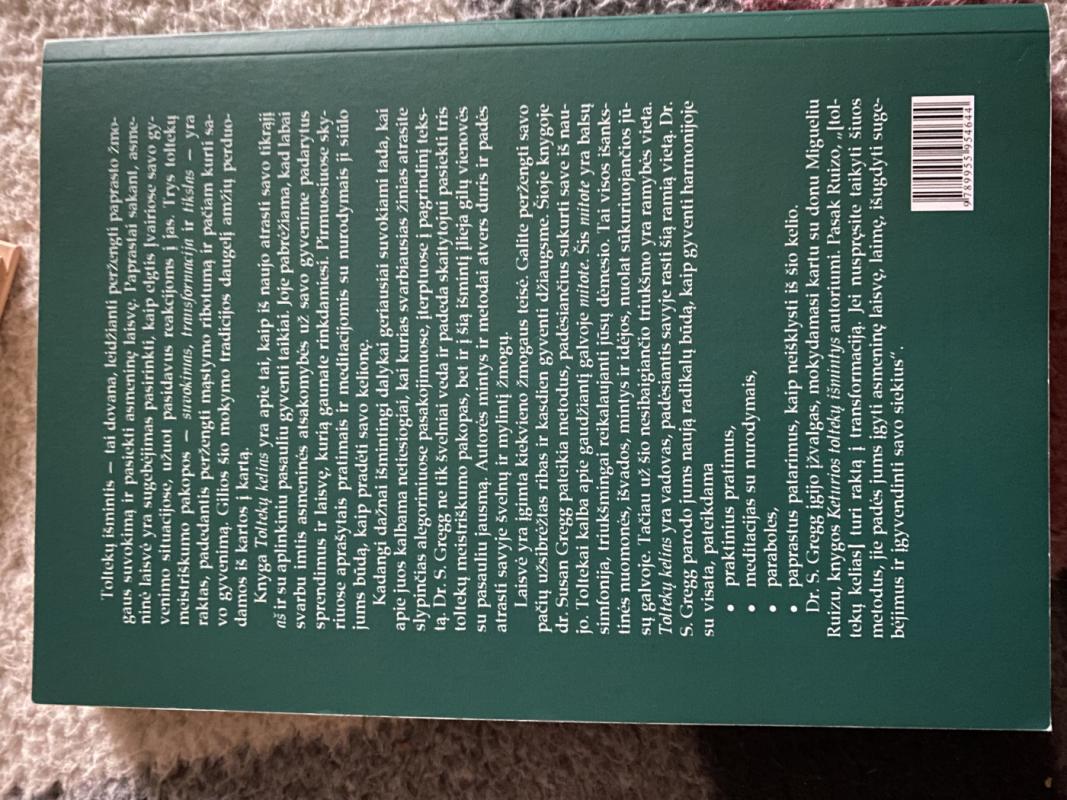 Toltekų išmintis – tai dovana, leidžianti peržengti paprasto žmo-
gaus suvokimą ir pasiekti asmeninę laisvę. Paprastai sakant, asme-
ninė laisvė yra sugebėjimas pasirinkti, kaip elgtis įvairiose savo gy-
venimo situacijose, užuot pasidavus reakcijoms į jas. Trys toltekų
meistriškumo pakopos – suvokimas, transformacija ir tikslas – yra
raktas, padedantis peržengti mąstymo ribotumą ir pačiam kurti sa-
vo gyvenimą. Gilios šio mokymo tradicijos daugelį amžių perduo-
damos iš kartos į kartą.
Knyga Toltekų kelias yra apie tai, kaip iš naujo atrasti savo tikrąjį
aš ir su aplinkiniu pasauliu gyventi taikiai. Joje pabrėžiama, kad labai
svarbu imtis asmeninės atsakomybės už savo gyvenime padarytus
sprendimus ir laisvę, kurią gaunate rinkdamiesi. Pirmuosiuose sky-
riuose aprašytais pratimais ir meditacijomis su nurodymais ji siūlo
jums būdą, kaip pradėti savo kelionę.
Kadangi dažnai išmintingi dalykai geriausiai suvokiami tada, kai
apie juos kalbama netiesiogiai, kai kurias svarbiausias žinias atrasite
slypinčias alegoriniuose pasakojimuose, įterptuose į pagrindinį teks-
tą. Dr. S. Gregg ne tik švelniai veda ir padeda skaitytojui pasiekti tris
toltekų meistriškumo pakopas, bet ir į šią išmintį įlieja gilų vienovės
su pasauliu jausmą. Autorės mintys ir metodai atvers duris ir padės
atrasti savyje švelnų ir mylintį žmogų.
Laisvė yra įgimta kiekvieno žmogaus teisė. Galite peržengti savo
pačių užsibrėžtas ribas ir kasdien gyventi džiaugsme. Šioje knygoje
dr. Susan Gregg pateikia metodus, padėsiančius sukurti save iš nau-
jo. Toltekai kalba apie gaudžiantį galvoje mitote. Šis mitote yra balsų
simfonija, triukšmingai reikalaujanti jūsų dėmesio. Tai visos išanks-
tinės nuomonės, išvados, mintys ir idėjos, nuolat sūkuriuojančios jū-
sų galvoje. Tačiau už šio nesibaigiančio triukšmo yra ramybės vieta.
Toltekų kelias yra vadovas, padėsiantis savyje rasti šią ramią vietą. Dr.
S. Gregg parodo jums naują radikalų būdą, kaip gyventi harmonijoje
su visata, pateikdama
• praktinius pratimus,
• meditacijas su nurodymais,
• paraboles,
• paprastus patarimus, kaip neišklysti iš šio kelio.
Dr. S. Gregg įgijo įžvalgas, mokydamasi kartu su donu Migueliu
Ruizu, knygos Keturios toltekų išmintys autoriumi. Pasak Ruizo, „[tol-
tekų kelias] turi raktą į transformaciją. Jei nuspręsite taikyti šiuos
metodus, jie padės jums įgyti asmeninę laisvę, laimę, išsugdyti suge-
bėjimus ir įgyvendinti savo siekius“.
9789955954644